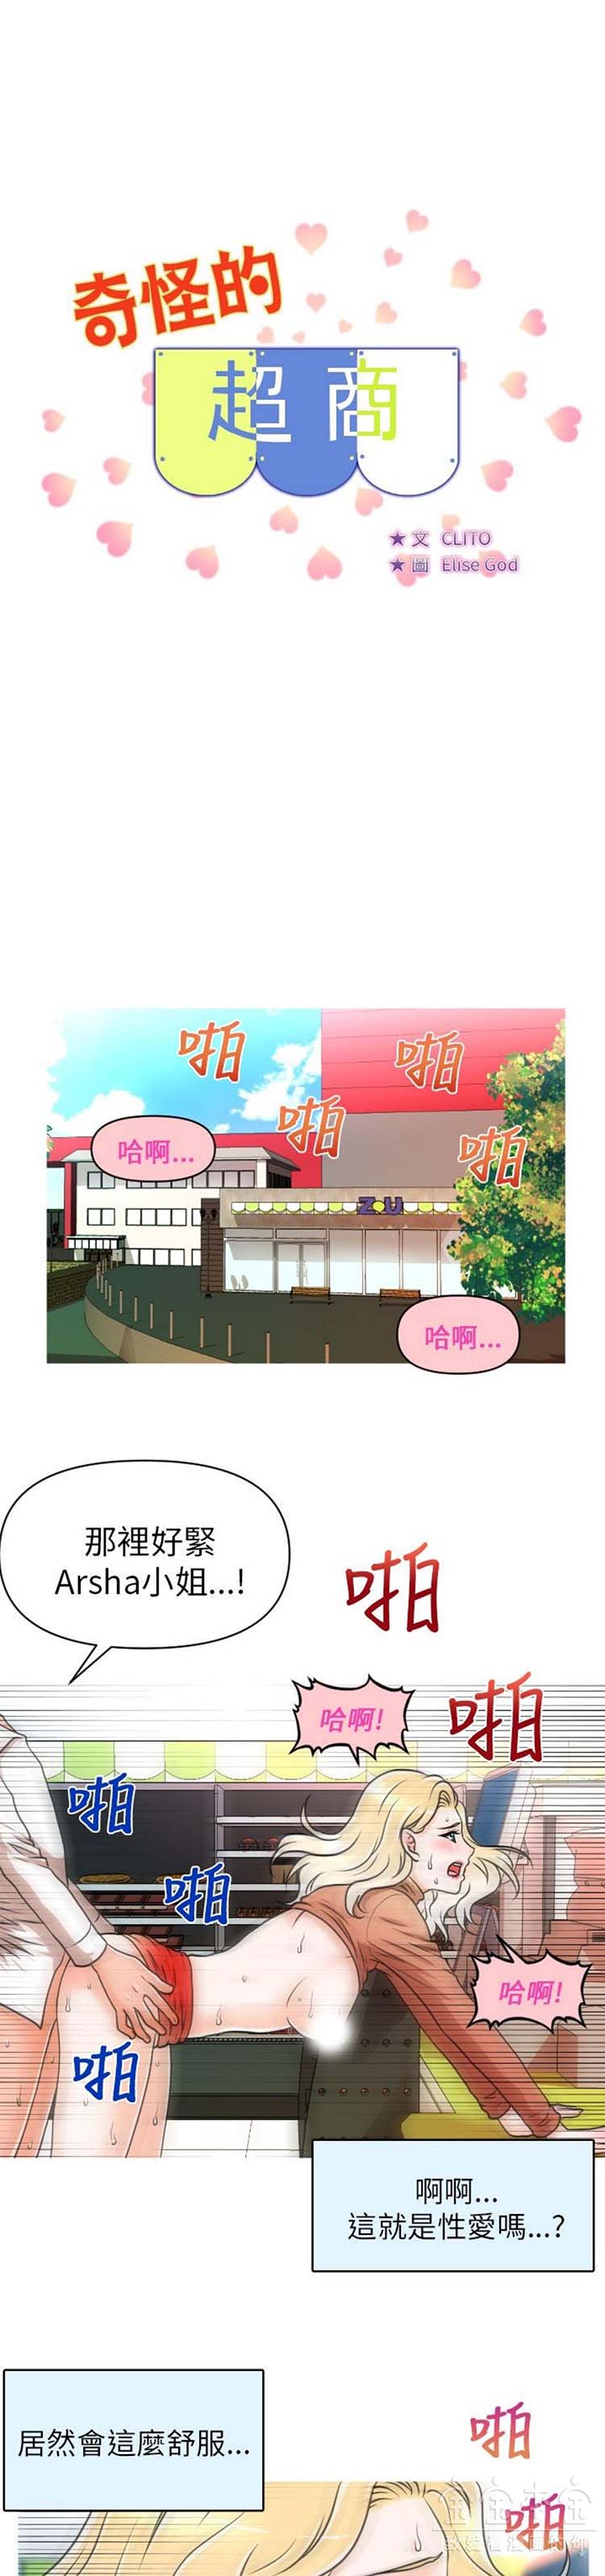 奇怪的
超商
★文 CLITO
★圖 Elise God
啪
啪
啪
哈啊...
啪
Z U
哈啊...
那裡好緊
Arsha小姐...!
啪
啪
哈啊!
啪
啪
哈啊!
啪
啊啊...
這就是性愛嗎...?
居然會這麼舒服...
啪
啪